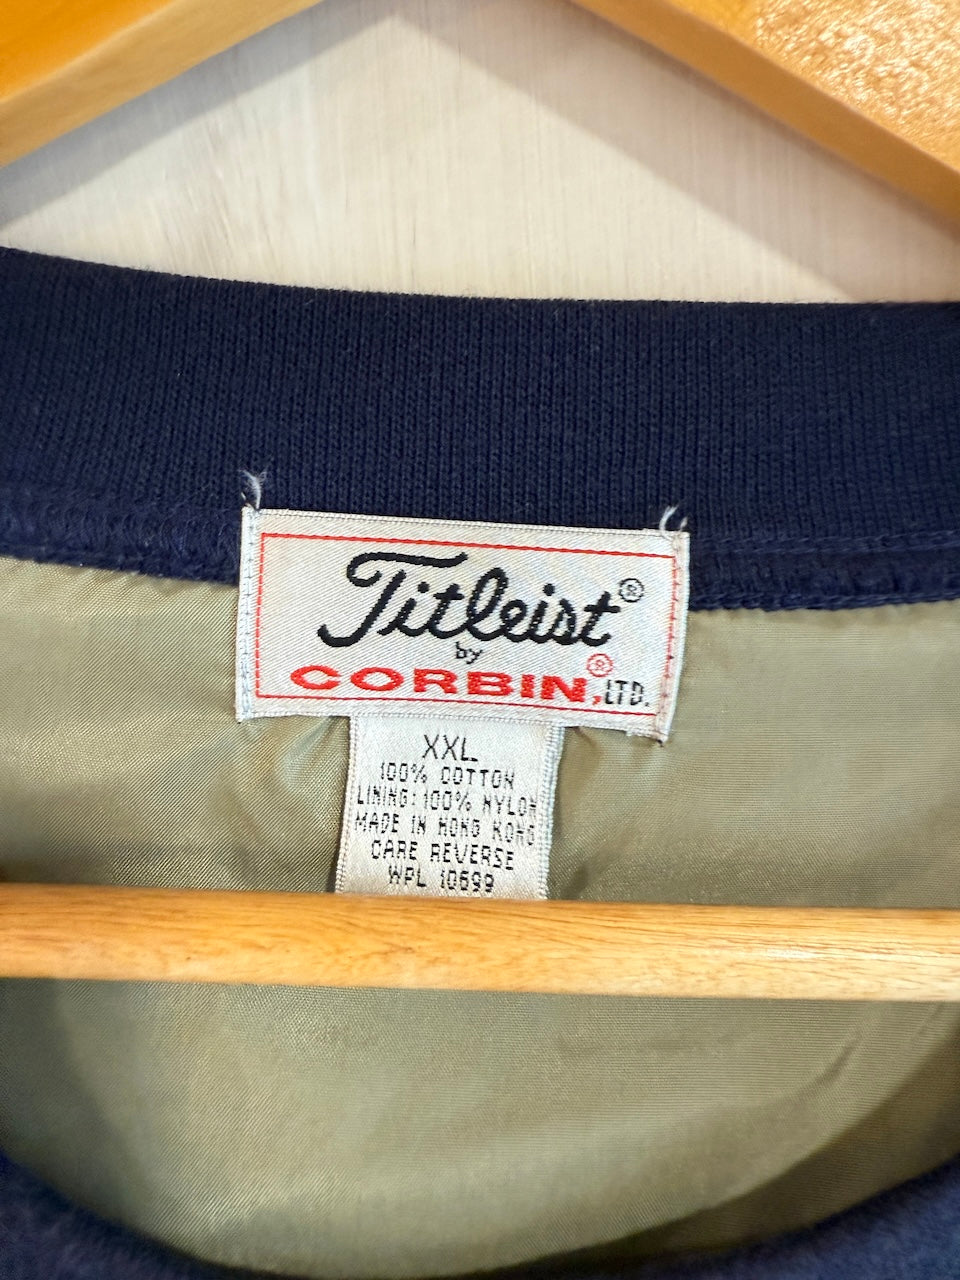 Titleist®
by
CORBIN®, LTD.
XXL
100% COTTON
LINING: 100% NYLON
MADE IN HONG KONG
CARE REVERSE
WPL 10699